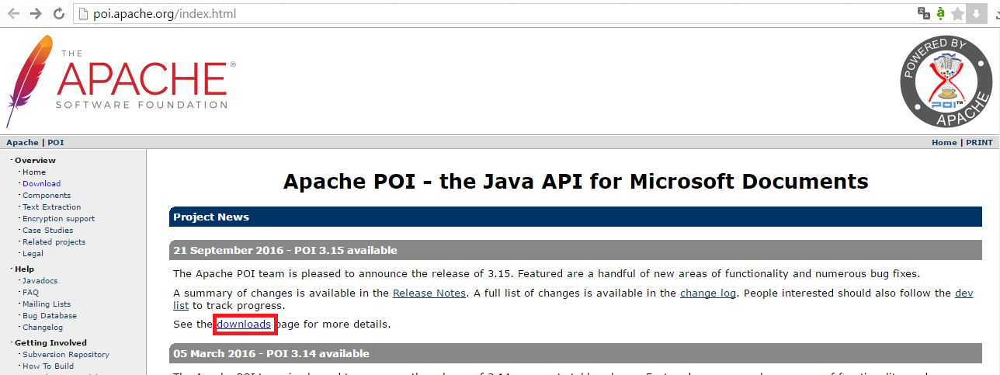 poi.apache.org/index.html
THE
APACHE®
SOFTWARE FOUNDATION
POWERED BY
POI™
APACHE
Apache | POI
Home | PRINT
Overview
Home
Download
Components
Text Extraction
Encryption support
Case Studies
Related projects
Legal
Help
Javadocs
FAQ
Mailing Lists
Bug Database
Changelog
Getting Involved
Subversion Repository
How To Build
Apache POI - the Java API for Microsoft Documents
Project News
21 September 2016 - POI 3.15 available
The Apache POI team is pleased to announce the release of 3.15. Featured are a handful of new areas of functionality and numerous bug fixes.
A summary of changes is available in the Release Notes. A full list of changes is available in the change log. People interested should also follow the dev
list to track progress.
See the downloads page for more details.
05 March 2016 - POI 3.14 available